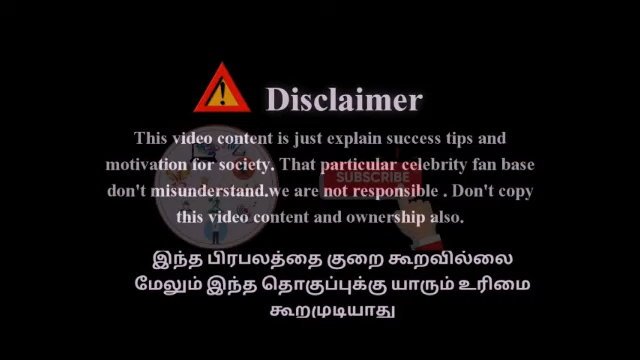 Disclaimer
This video content is just explain success tips and
motivation for society. That particular celebrity fan base
don't misunderstand.we are not responsible . Don't copy
this video content and ownership also.
SUBSCRIBE
இந்த பிரபலத்தை குறை கூறவில்லை
மேலும் இந்த தொகுப்புக்கு யாரும் உரிமை
கூறமுடியாது